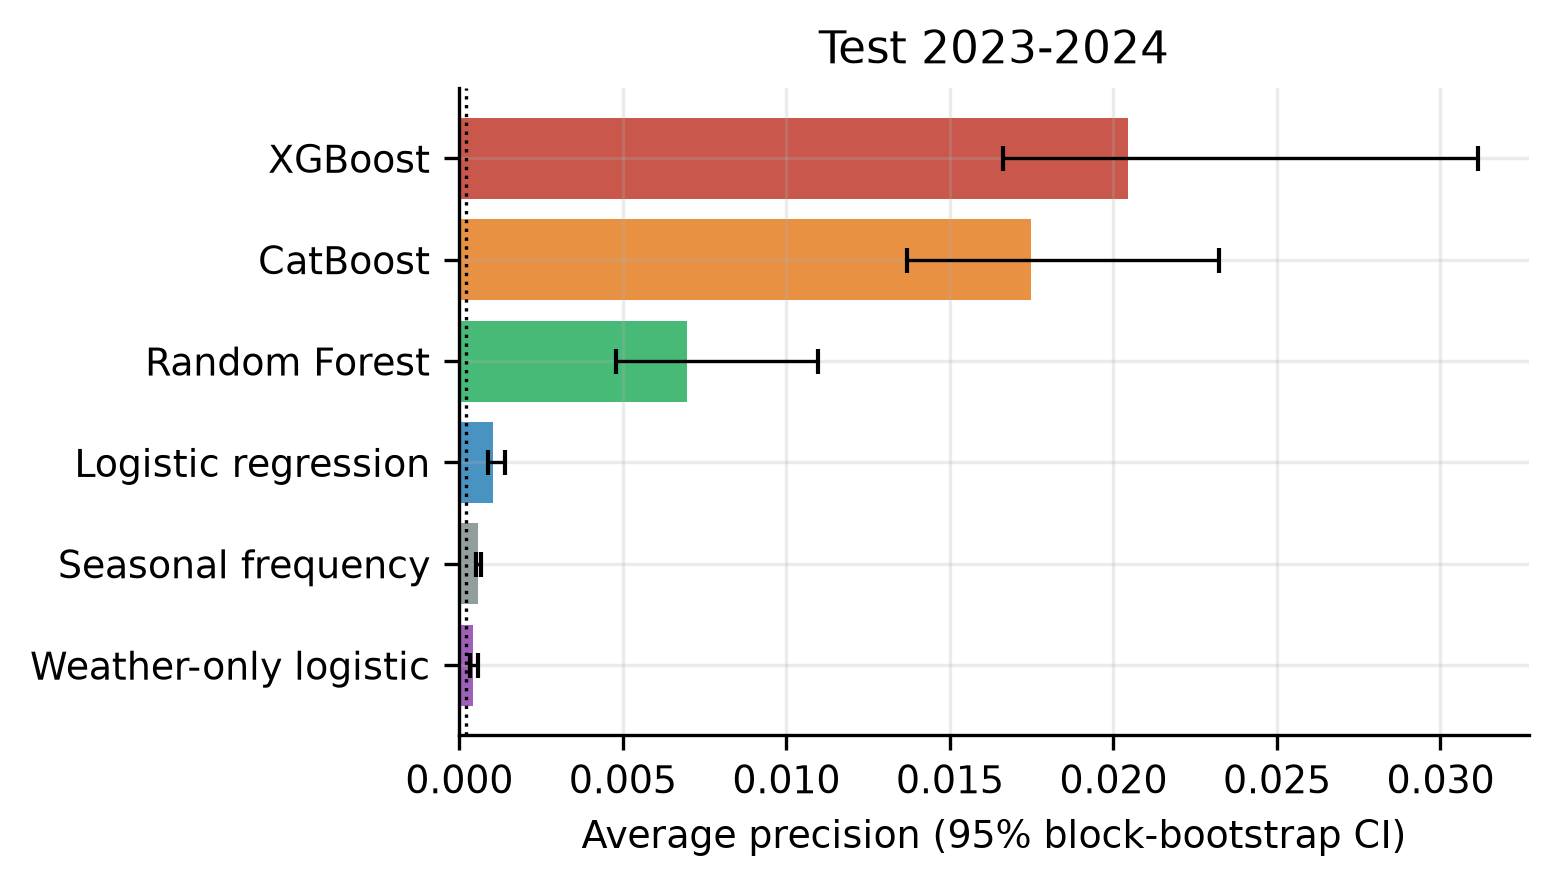 Test 2023-2024
XGBoost
CatBoost
Random Forest
Logistic regression
Seasonal frequency
Weather-only logistic
0.000 0.005 0.010 0.015 0.020 0.025 0.030
Average precision (95% block-bootstrap CI)